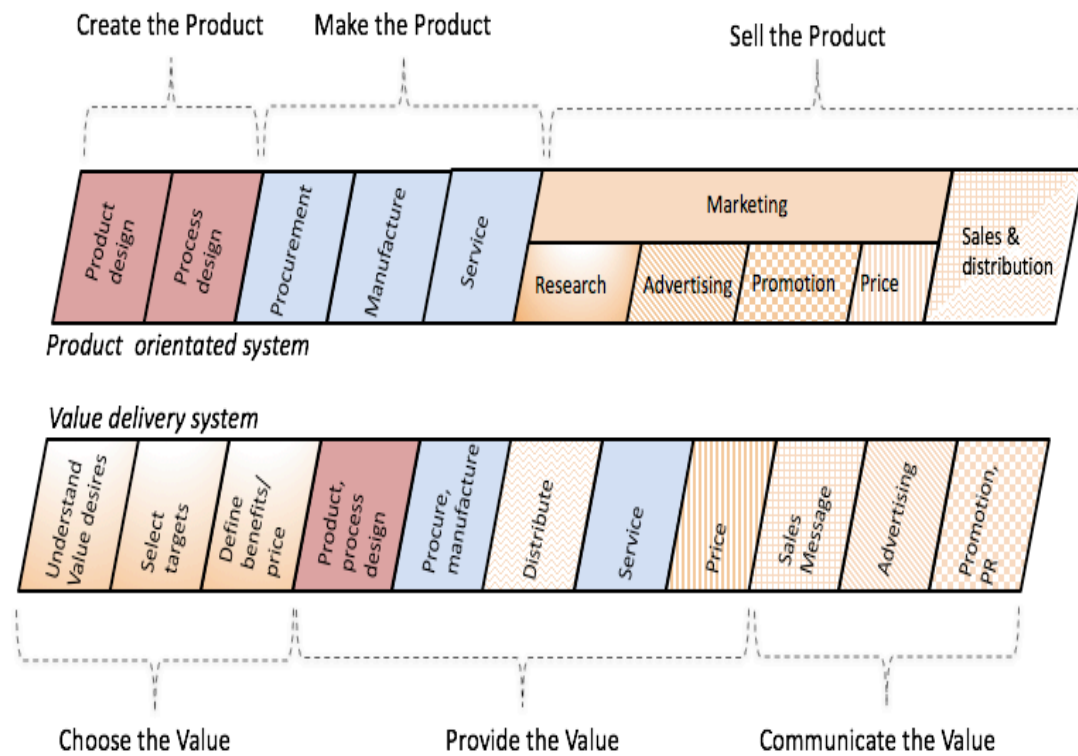 Create the Product
Make the Product
Sell the Product
Product
design
Process
design
Procurement
Manufacture
Service
Marketing
Research
Advertising
Promotion
Price
Sales &
distribution
Product orientated system
Value delivery system
Understand
Value desires
Select
targets
Define
benefits/
price
Product,
process
design
Procure,
manufacture
Distribute
Service
Price
Sales
Message
Advertising
Promotion,
PR
Choose the Value
Provide the Value
Communicate the Value